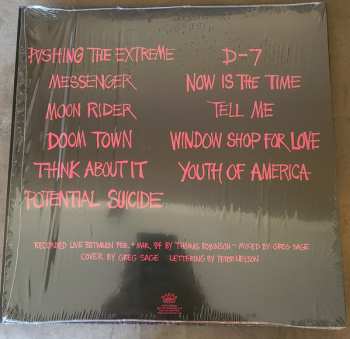 PUSHING THE EXTREME
MESSENGER
MOON RIDER
DOOM TOWN
THINK ABOUT IT
POTENTIAL SUICIDE
D-7
NOW IS THE TIME
TELL ME
WINDOW SHOP FOR LOVE
YOUTH OF AMERICA
RECORDED LIVE BETWEEN FEB. + MAR. 84 BY THOMAS ROBINSON - MIXED BY GREG SAGE
COVER BY GREG SAGE LETTERING BY PETER NELSON